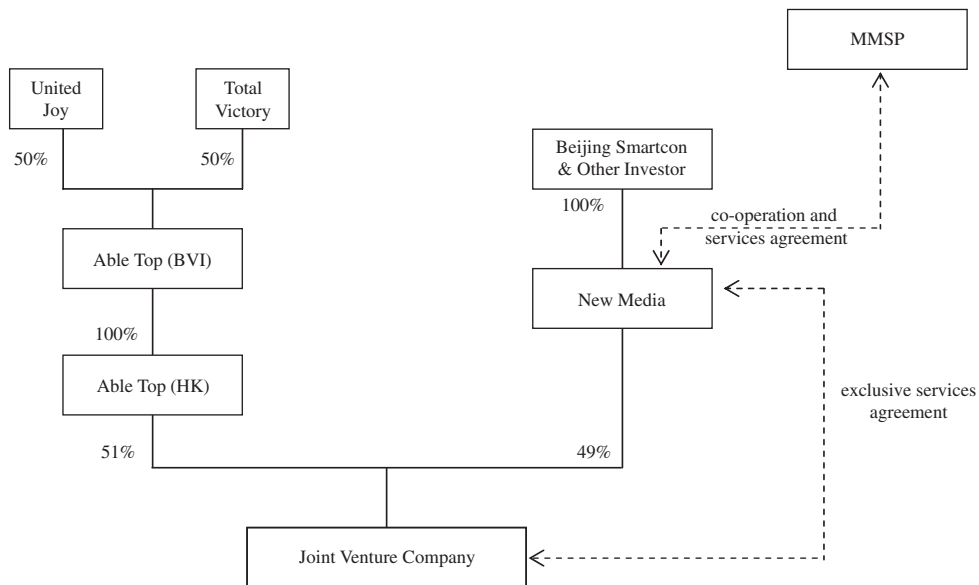 MMSP
United
Joy
Total
Victory
50%
50%
Beijing Smartcon
& Other Investor
100%
co-operation and
services agreement
Able Top (BVI)
New Media
100%
Able Top (HK)
exclusive services
agreement
51%
49%
Joint Venture Company